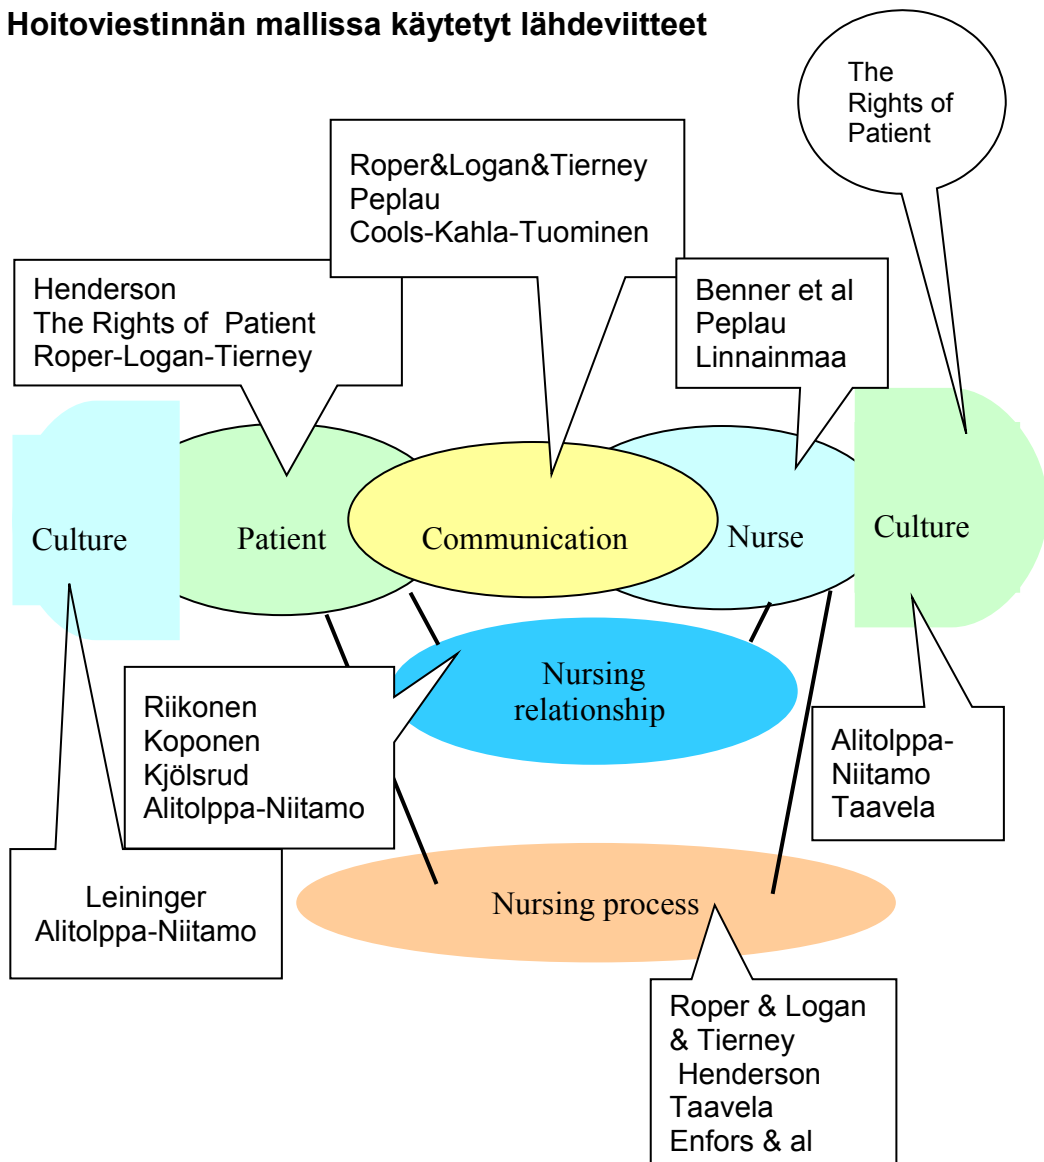 Hoitoviestinnän mallissa käytetyt lähdeviitteet
The
Rights of
Patient
Roper&Logan&Tierney
Peplau
Cools-Kahla-Tuominen
Henderson
The Rights of Patient
Roper-Logan-Tierney
Benner et al
Peplau
Linnainmaa
Culture
Patient
Communication
Nurse
Culture
Nursing
relationship
Riikonen
Koponen
Kjölsrud
Alitolppa-Niitamo
Alitolppa-
Niitamo
Taavela
Leininger
Alitolppa-Niitamo
Nursing process
Roper & Logan
& Tierney
Henderson
Taavela
Enfors & al